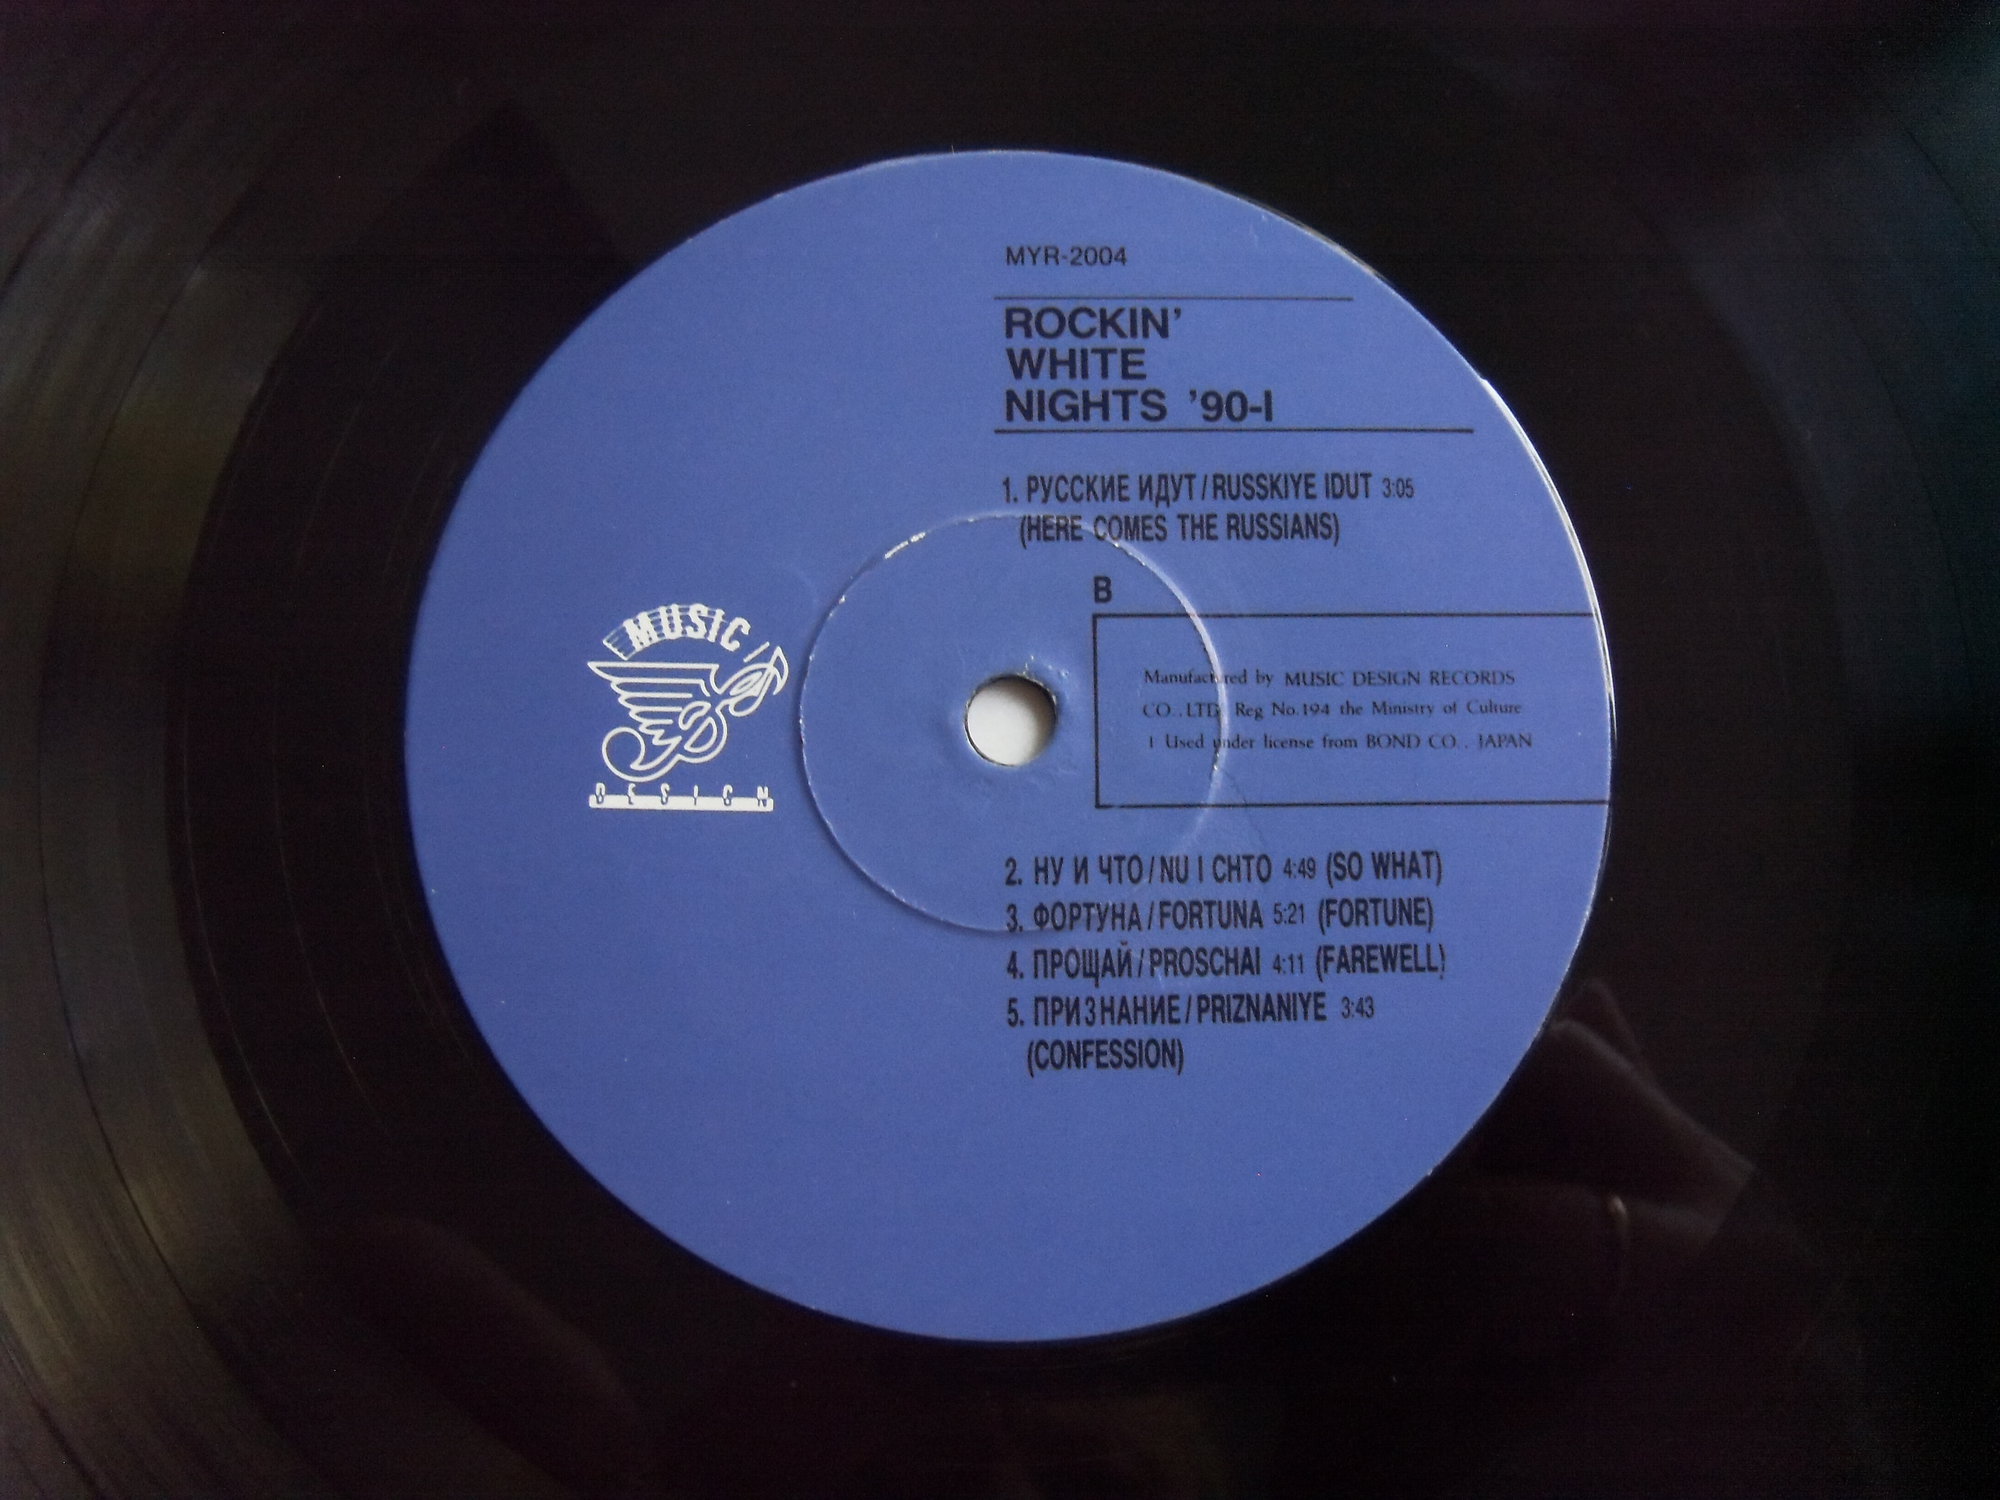 MYR-2004
ROCKIN'
WHITE
NIGHTS '90-I
1. РУССКИЕ ИДУТ / RUSSKIYE IDUT 3:05
(HERE COMES THE RUSSIANS)
B
MUSIC
DESIGN
Manufactured by MUSIC DESIGN RECORDS
CO., LTD. Reg No.194 the Ministry of Culture
I Used under license from BOND CO., JAPAN
2. НУ И ЧТО / NU I CHTO 4:49 (SO WHAT)
3. ФОРТУНА / FORTUNA 5:21 (FORTUNE)
4. ПРОЩАЙ / PROSCHAI 4:11 (FAREWELL)
5. ПРИЗНАНИЕ / PRIZNANIYE 3:43
(CONFESSION)